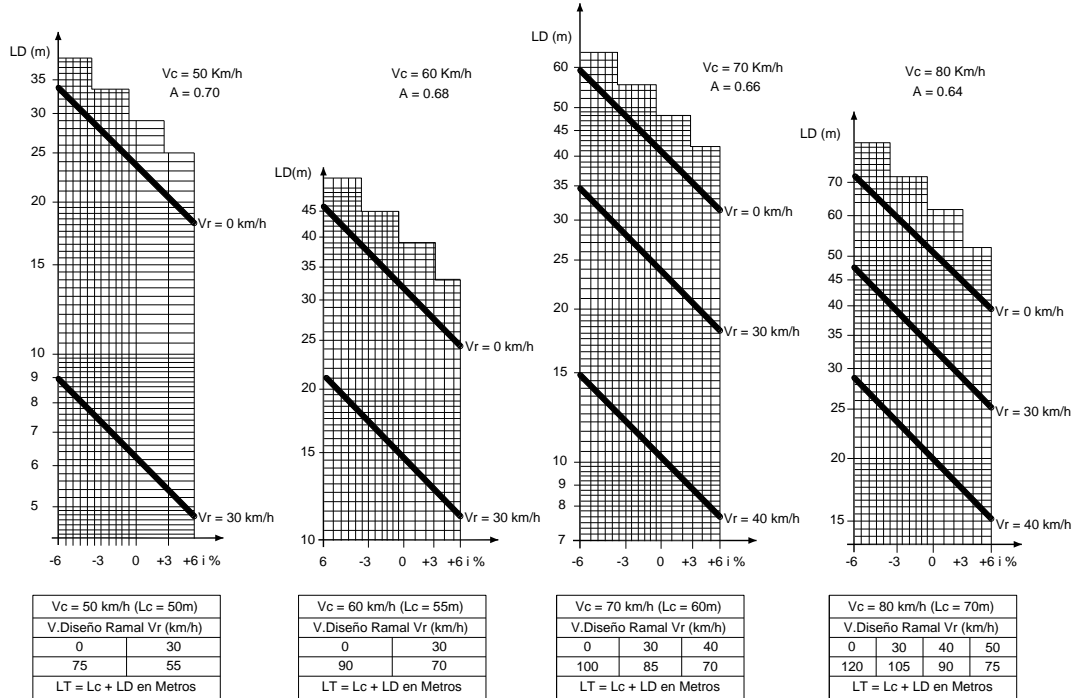 LD (m)
Vc = 50 Km/h
A = 0.70
35
30
25
20
15
10
9
8
7
6
5
Vr = 0 km/h
Vr = 30 km/h
-6 -3 0 +3 +6 i %
Vc = 60 Km/h
A = 0.68
LD(m)
45
40
35
30
25
20
15
10
Vr = 0 km/h
Vr = 30 km/h
-6 -3 0 +3 +6 i %
LD (m)
Vc = 70 Km/h
A = 0.66
60
50
45
40
35
30
25
20
15
10
9
8
7
Vr = 0 km/h
Vr = 30 km/h
Vr = 40 km/h
-6 -3 0 +3 +6 i %
Vc = 80 Km/h
A = 0.64
LD (m)
70
60
50
45
40
35
30
25
20
15
Vr = 0 km/h
Vr = 30 km/h
Vr = 40 km/h
-6 -3 0 +3 +6 i %
Vc = 50 km/h (Lc = 50m)
V.Diseño Ramal Vr (km/h)
0 30
75 55
LT = Lc + LD en Metros
Vc = 60 km/h (Lc = 55m)
V.Diseño Ramal Vr (km/h)
0 30
90 70
LT = Lc + LD en Metros
Vc = 70 km/h (Lc = 60m)
V.Diseño Ramal Vr (km/h)
0 30 40
100 85 70
LT = Lc + LD en Metros
Vc = 80 km/h (Lc = 70m)
V.Diseño Ramal Vr (km/h)
0 30 40 50
120 105 90 75
LT = Lc + LD en Metros